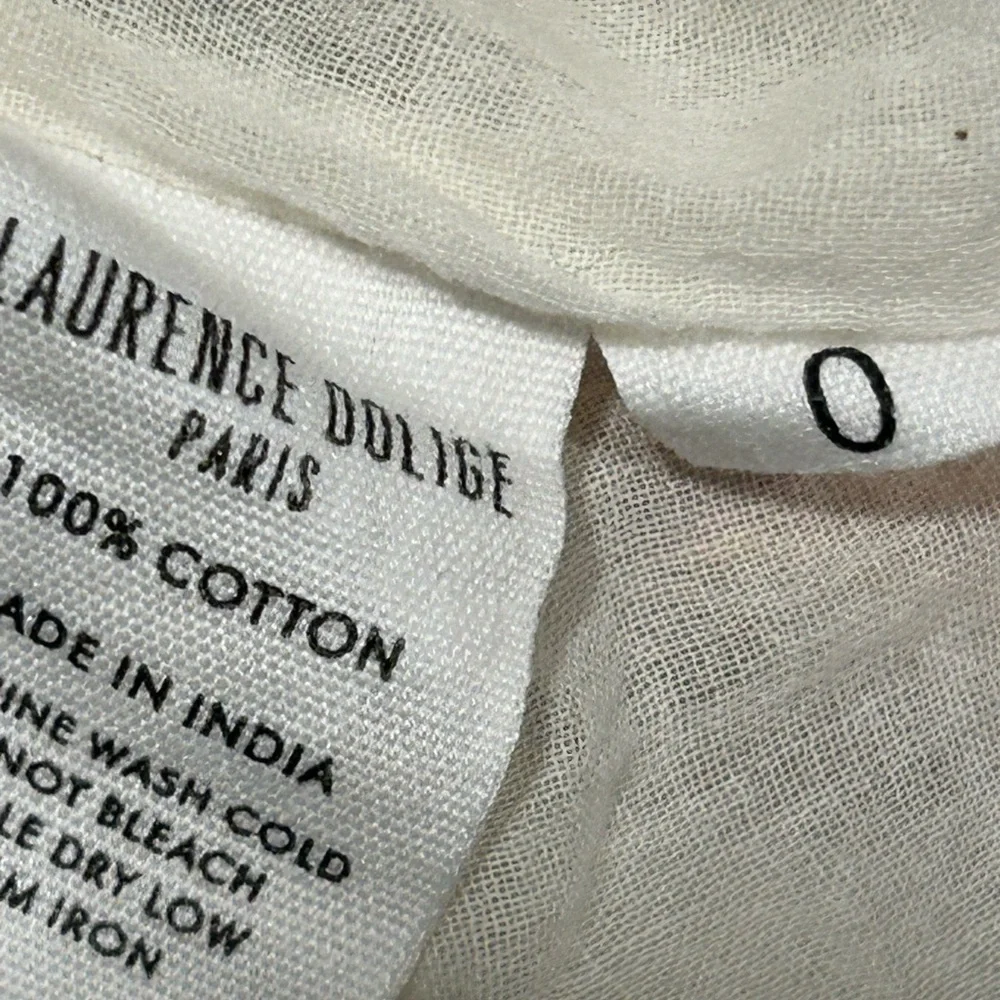 LAURENCE DOLIGE
PARIS
100% COTTON
ADE IN INDIA
INE WASH COLD
NOT BLEACH
LE DRY LOW
M IRON
0